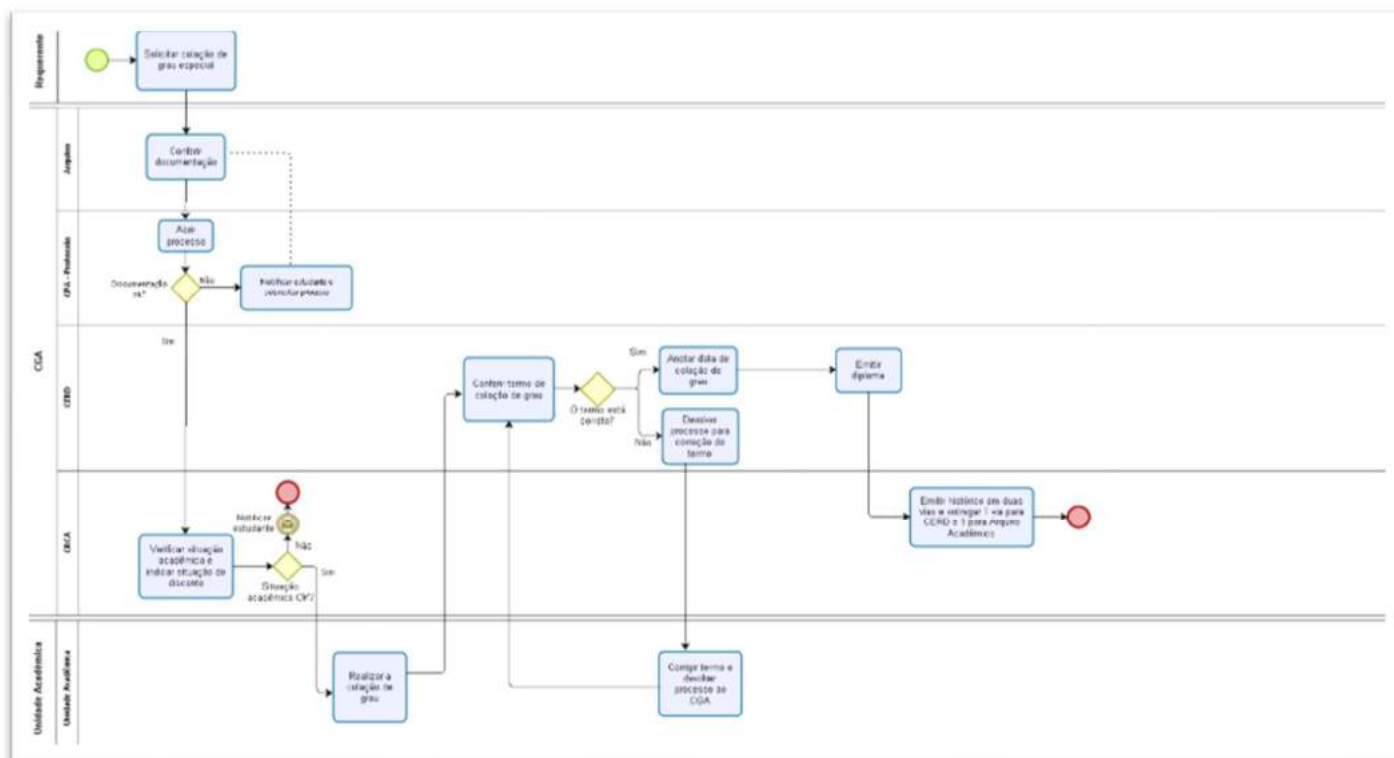 Requerente
Solicitar colação de
grau especial
CGA
Arquivo
Conferir
documentação
CPA - Protocolo
Abrir
processo
Documentação
ok?
Não
Notificar estudante e
processo
Sim
CERD
Conferir termo de
colação de grau
O termo está
correto?
Sim
Anotar data de
colação de
grau
Não
Devolver
processo para
correção do
termo
Emitir
diploma
Verificar situação
acadêmica e
indicar situação do
discente
Notificar
estudante
Não
Situação
acadêmica OK?
Sim
Emitir histórico em duas
vias e entregar 1 via para
CERD e 1 para Arquivo
Acadêmico
Unidade Acadêmica
Unidade Acadêmica
Realizar a
colação de
grau
Corrigir termo e
devolver
processo ao
CGA